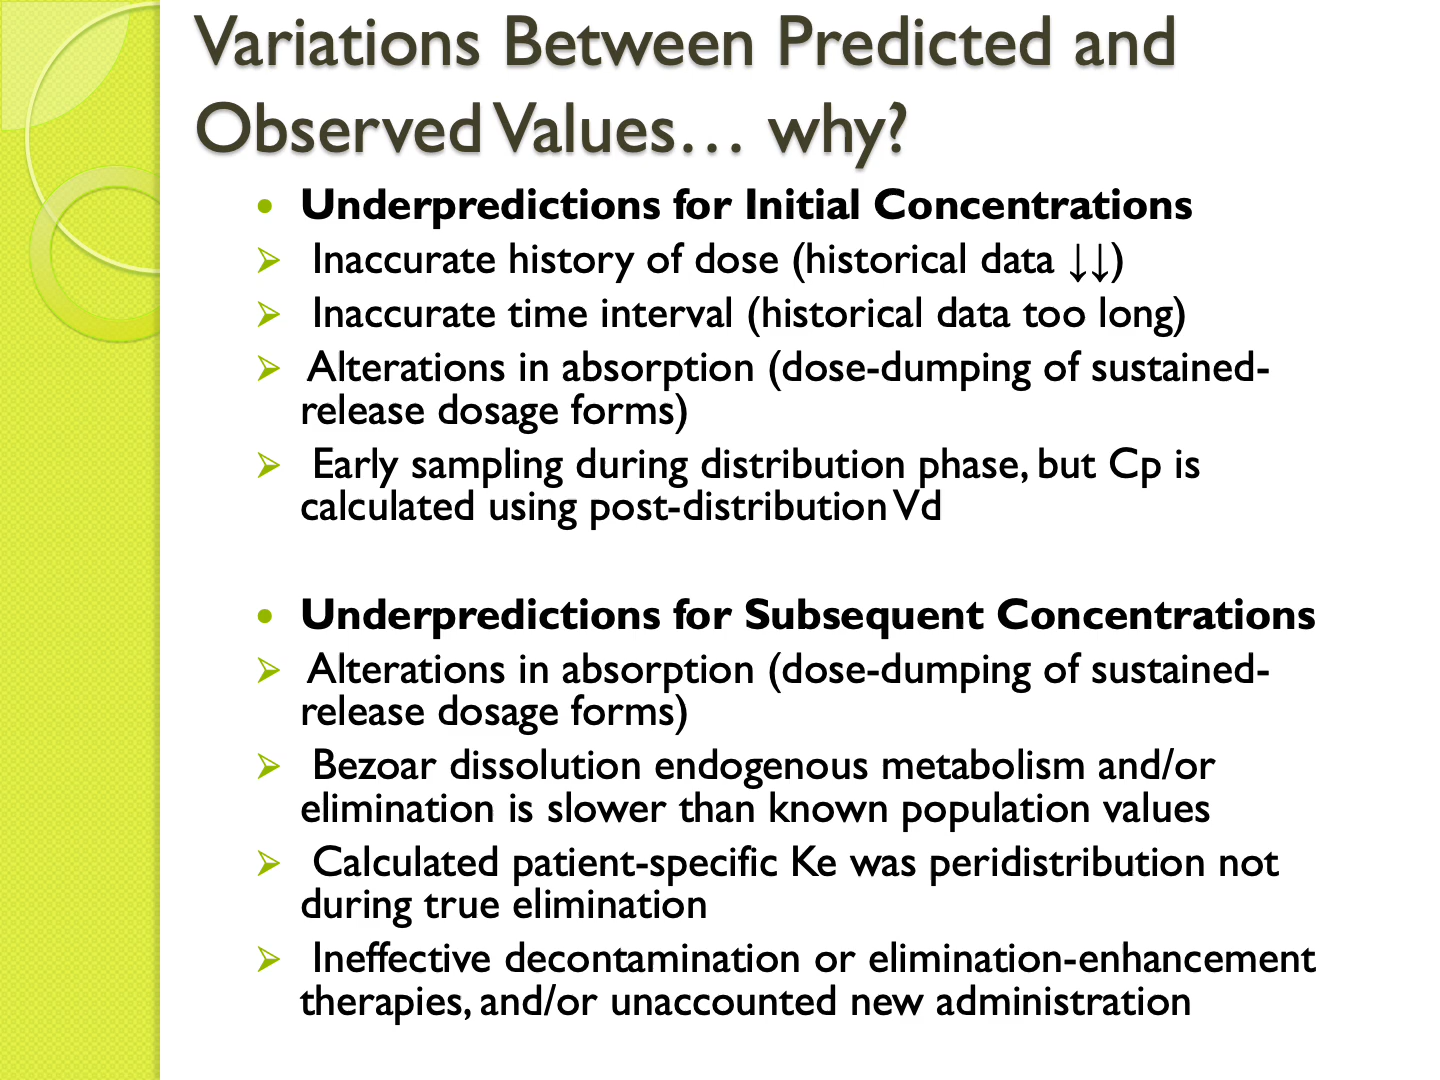 Variations Between Predicted and
Observed Values… why?
• Underpredictions for Initial Concentrations
➢ Inaccurate history of dose (historical data ↓↓)
➢ Inaccurate time interval (historical data too long)
➢ Alterations in absorption (dose-dumping of sustained-
release dosage forms)
➢ Early sampling during distribution phase, but Cp is
calculated using post-distribution Vd
• Underpredictions for Subsequent Concentrations
➢ Alterations in absorption (dose-dumping of sustained-
release dosage forms)
➢ Bezoar dissolution endogenous metabolism and/or
elimination is slower than known population values
➢ Calculated patient-specific Ke was peridistribution not
during true elimination
➢ Ineffective decontamination or elimination-enhancement
therapies, and/or unaccounted new administration